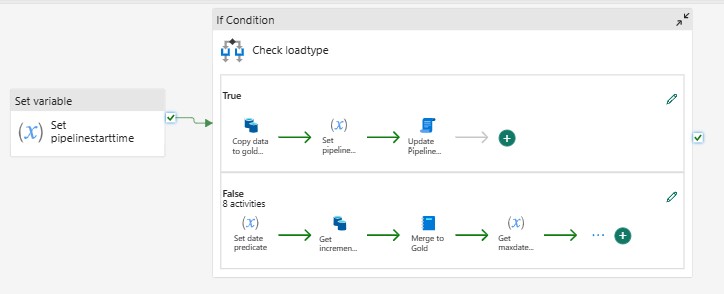 If Condition
Check loadtype
Set variable
(x)
Set
pipelinestarttime
True
Copy data
to gold...
(x)
Set
pipeline...
Update
Pipeline...
False
8 activities
(x)
Set date
predicate
Get
incremen...
Merge to
Gold
(x)
Get
maxdate...
...